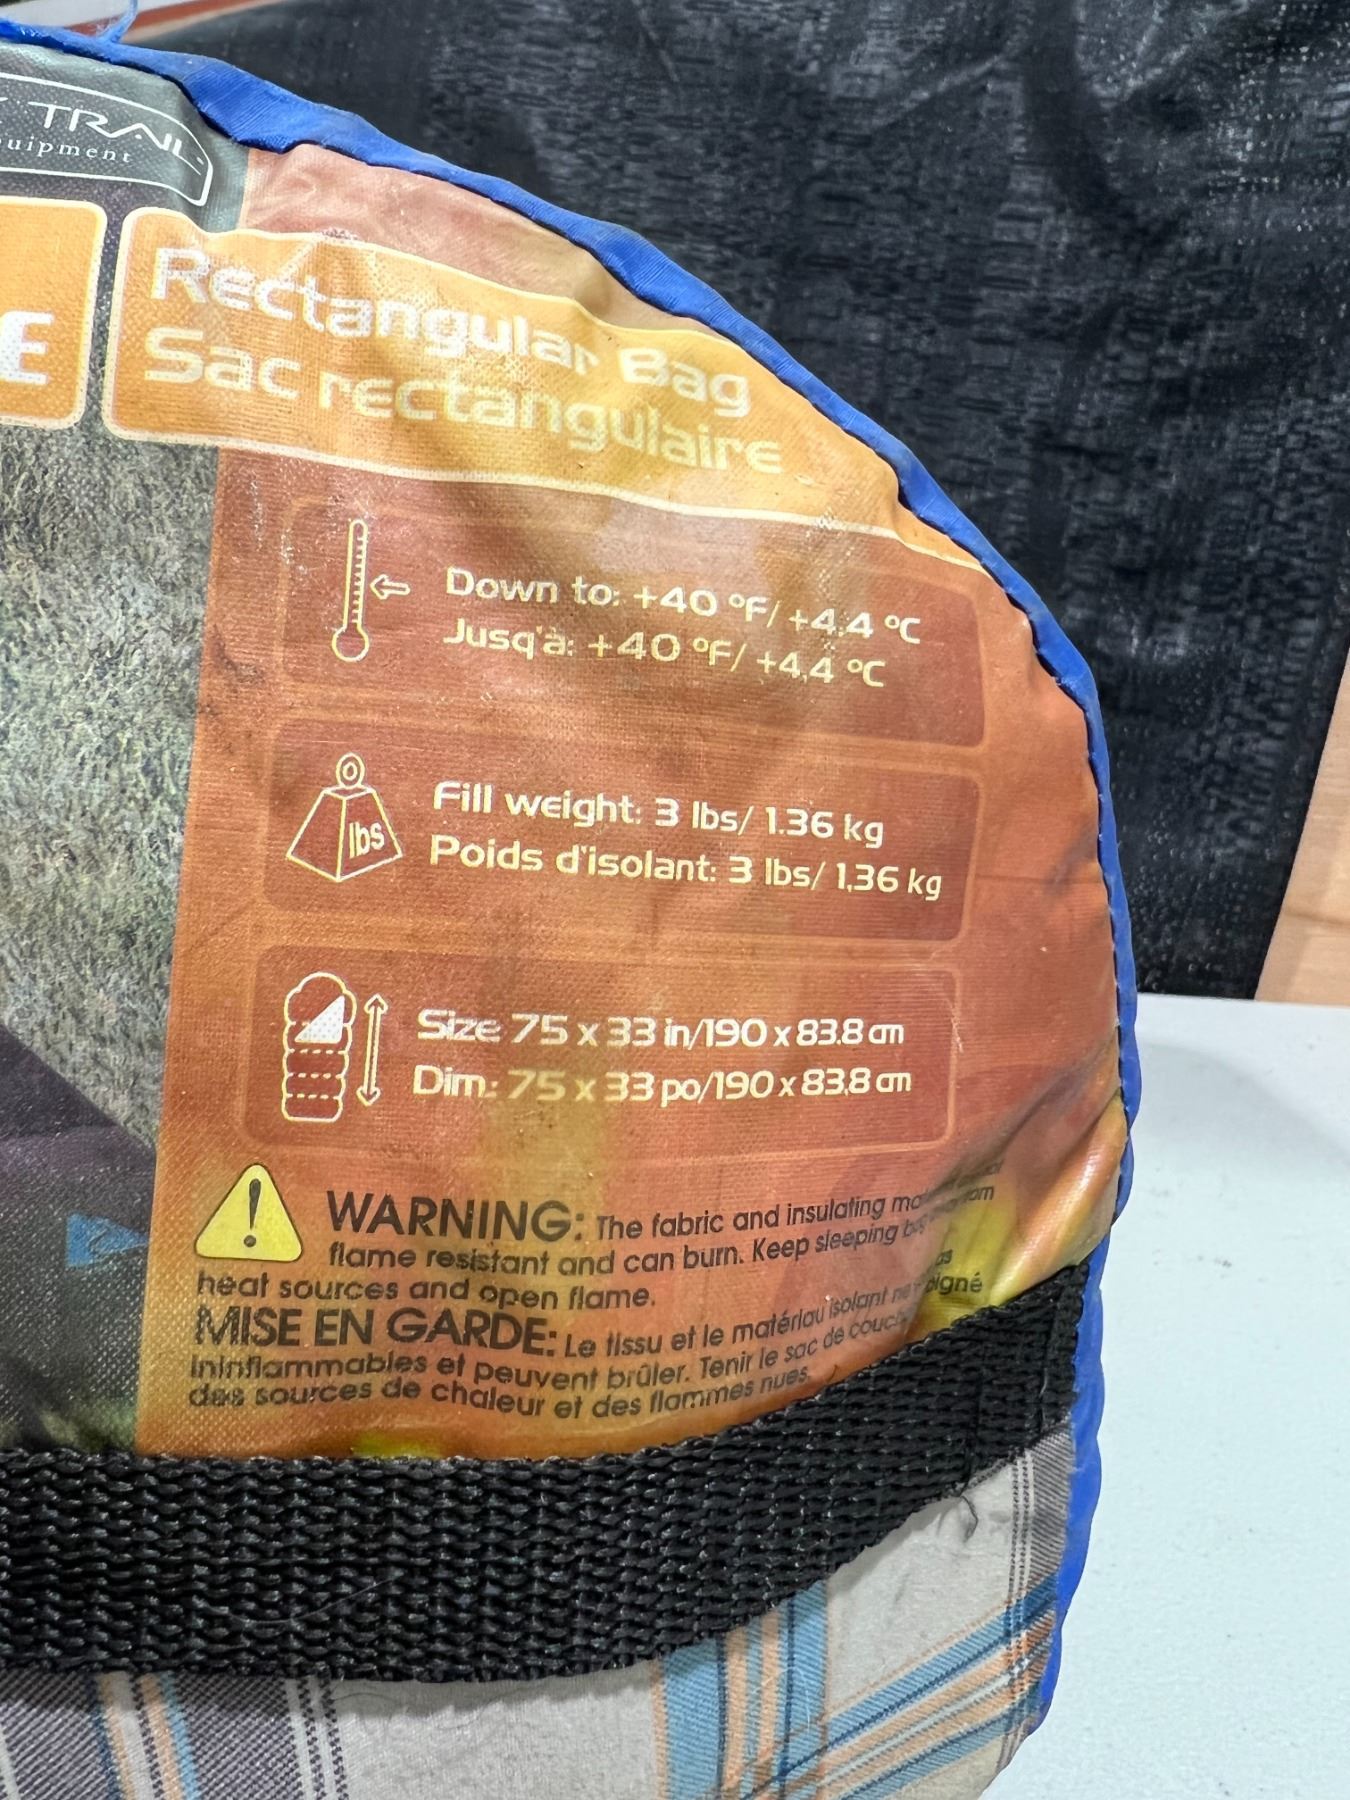 TRAIL
Rectangular Bag
Sac rectangulaire
Down to: +40 °F/ +4.4 °C
Jusq'à: +40 °F/ +4,4 °C
lbs
Fill weight: 3 lbs/ 1.36 kg
Poids d'isolant: 3 lbs/ 1,36 kg
Size 75 x 33 in/190 x 83.8 cm
Dim: 75 x 33 po/190 x 83,8 cm
WARNING: The fabric and insulating
flame resistant and can burn. Keep sleeping
heat sources and open flame.
MISE EN GARDE: Le tissu et le matériau isolant
ininflammables et peuvent brûler. Tenir le sac de
des sources de chaleur et des flammes nues.